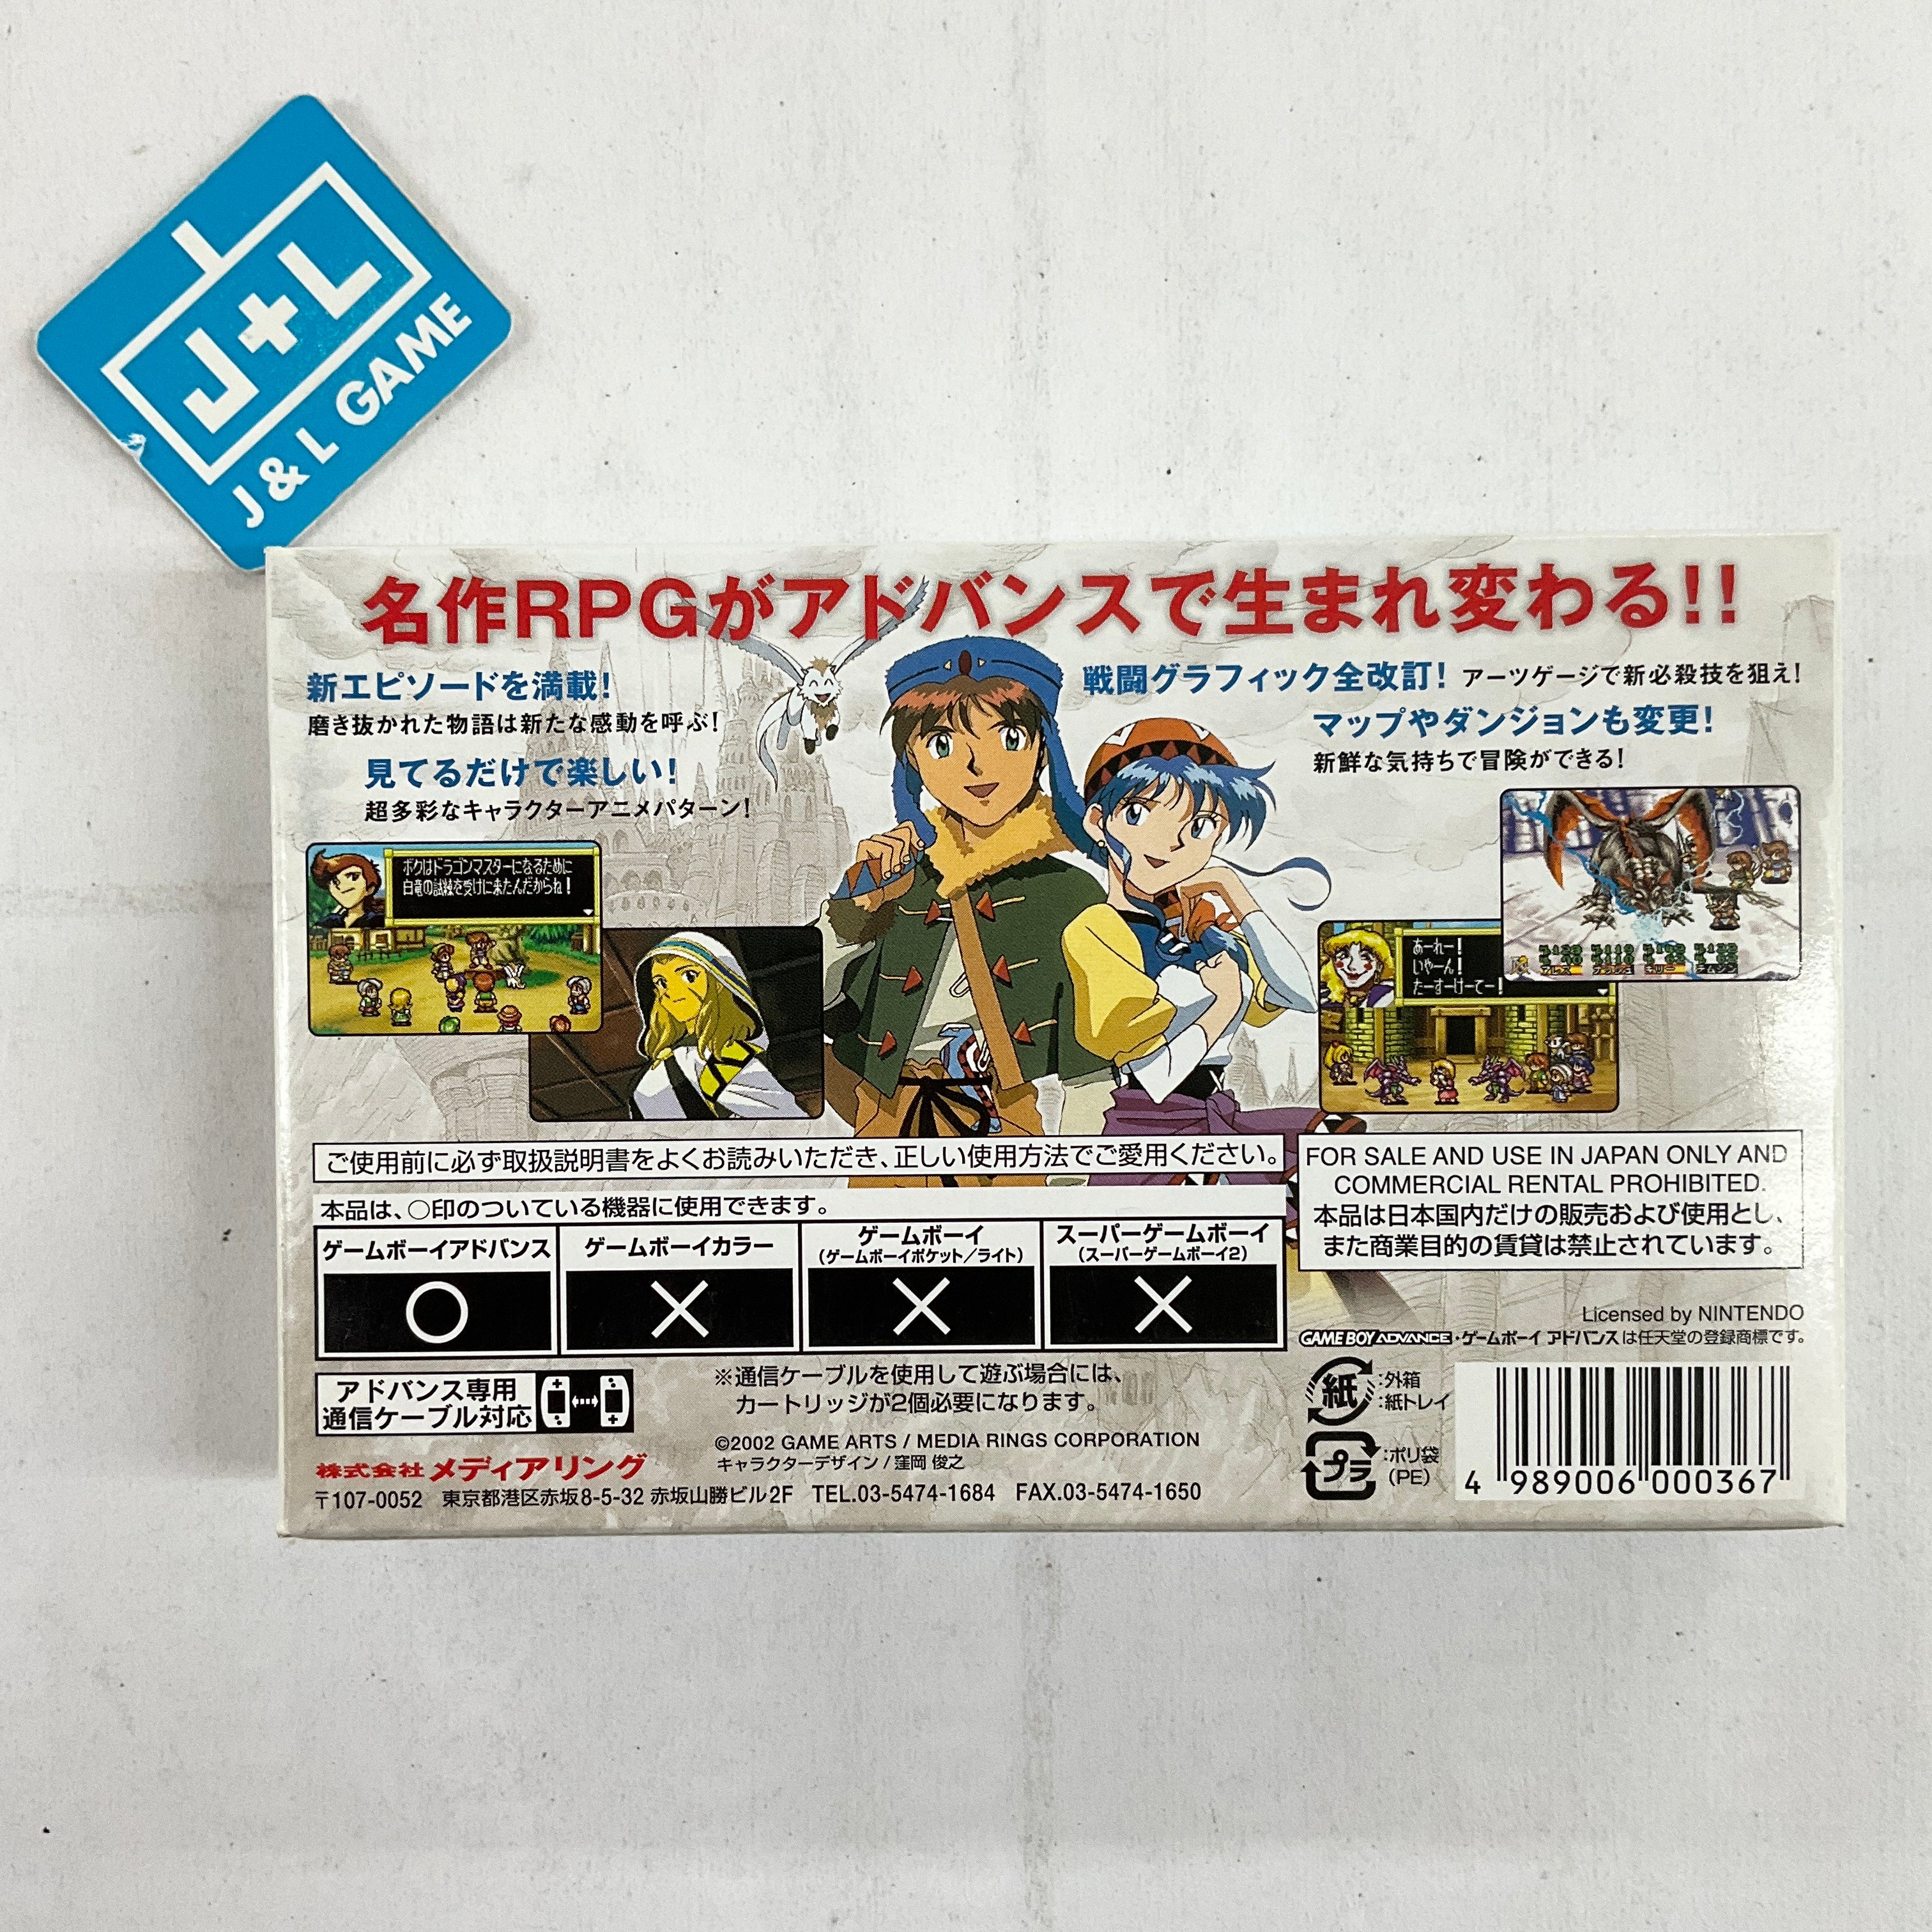 J+L
J & L GAME
名作RPGがアドバンスで生まれ変わる!!
新エピソードを満載!
磨き抜かれた物語は新たな感動を呼ぶ!
見てるだけで楽しい!
超多彩なキャラクターアニメパターン!
戦闘グラフィック全改訂! アーツゲージで新必殺技を狙え!
マップやダンジョンも変更!
新鮮な気持ちで冒険ができる!
ボクはドラゴンマスターになるために
白竜の試練を受けに来たんだからね!
あーれー!
いやーん!
たーすーけーてー!
ご使用前に必ず取扱説明書をよくお読みいただき、正しい使用方法でご愛用ください。
本品は、○印のついている機器に使用できます。
ゲームボーイアドバンス
ゲームボーイカラー
ゲームボーイ
(ゲームボーイポケット/ライト)
スーパーゲームボーイ
(スーパーゲームボーイ2)
○ × × ×
FOR SALE AND USE IN JAPAN ONLY AND
COMMERCIAL RENTAL PROHIBITED.
本品は日本国内だけの販売および使用とし、
また商業目的の賃貸は禁止されています。
Licensed by NINTENDO
GAME BOY ADVANCE・ゲームボーイ アドバンスは任天堂の登録商標です。
アドバンス専用
通信ケーブル対応
※通信ケーブルを使用して遊ぶ場合には、
カートリッジが2個必要になります。
©2002 GAME ARTS / MEDIA RINGS CORPORATION
キャラクターデザイン / 窪岡 俊之
株式会社メディアリング
〒107-0052 東京都港区赤坂8-5-32 赤坂山勝ビル2F TEL.03-5474-1684 FAX.03-5474-1650
紙 :外箱
:紙トレイ
プラ :ポリ袋
(PE)
4 989006 000367